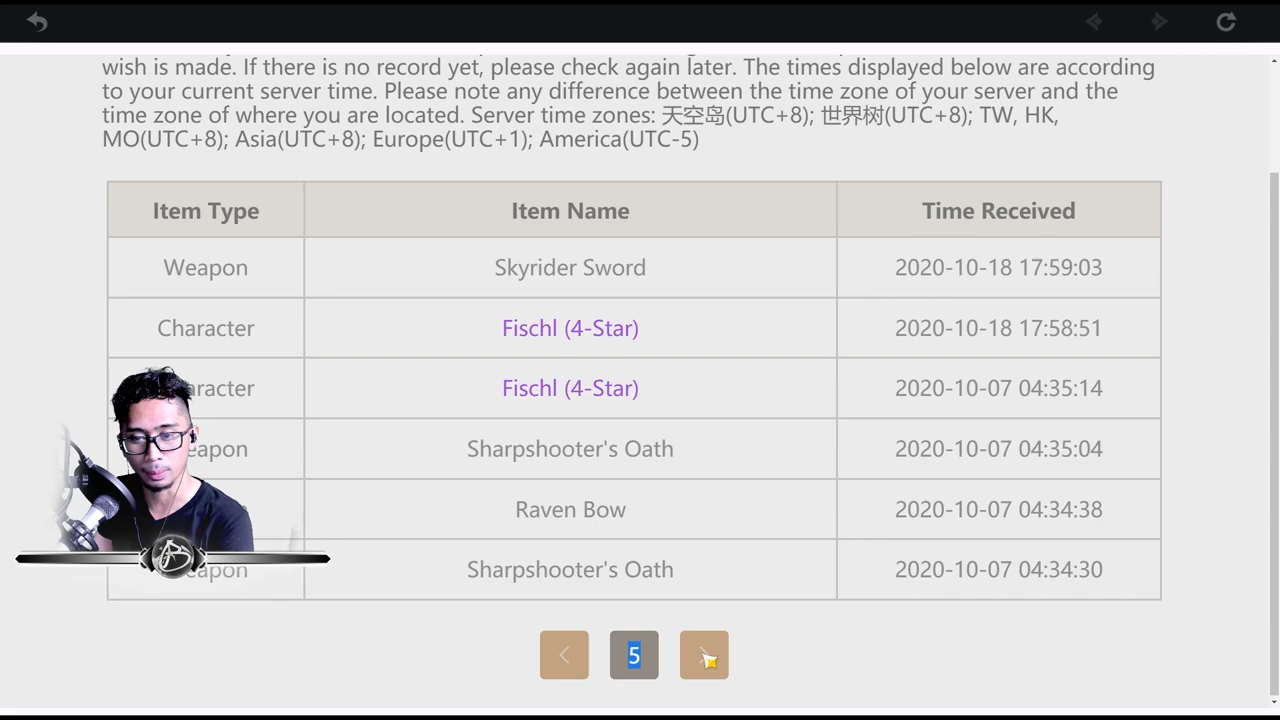 wish is made. If there is no record yet, please check again later. The times displayed below are according
to your current server time. Please note any difference between the time zone of your server and the
time zone of where you are located. Server time zones: 天空岛(UTC+8); 世界树(UTC+8); TW, HK,
MO(UTC+8); Asia(UTC+8); Europe(UTC+1); America(UTC-5)
Item Type Item Name Time Received
Weapon Skyrider Sword 2020-10-18 17:59:03
Character Fischl (4-Star) 2020-10-18 17:58:51
aracter Fischl (4-Star) 2020-10-07 04:35:14
eapon Sharpshooter's Oath 2020-10-07 04:35:04
Raven Bow 2020-10-07 04:34:38
eapon Sharpshooter's Oath 2020-10-07 04:34:30
5